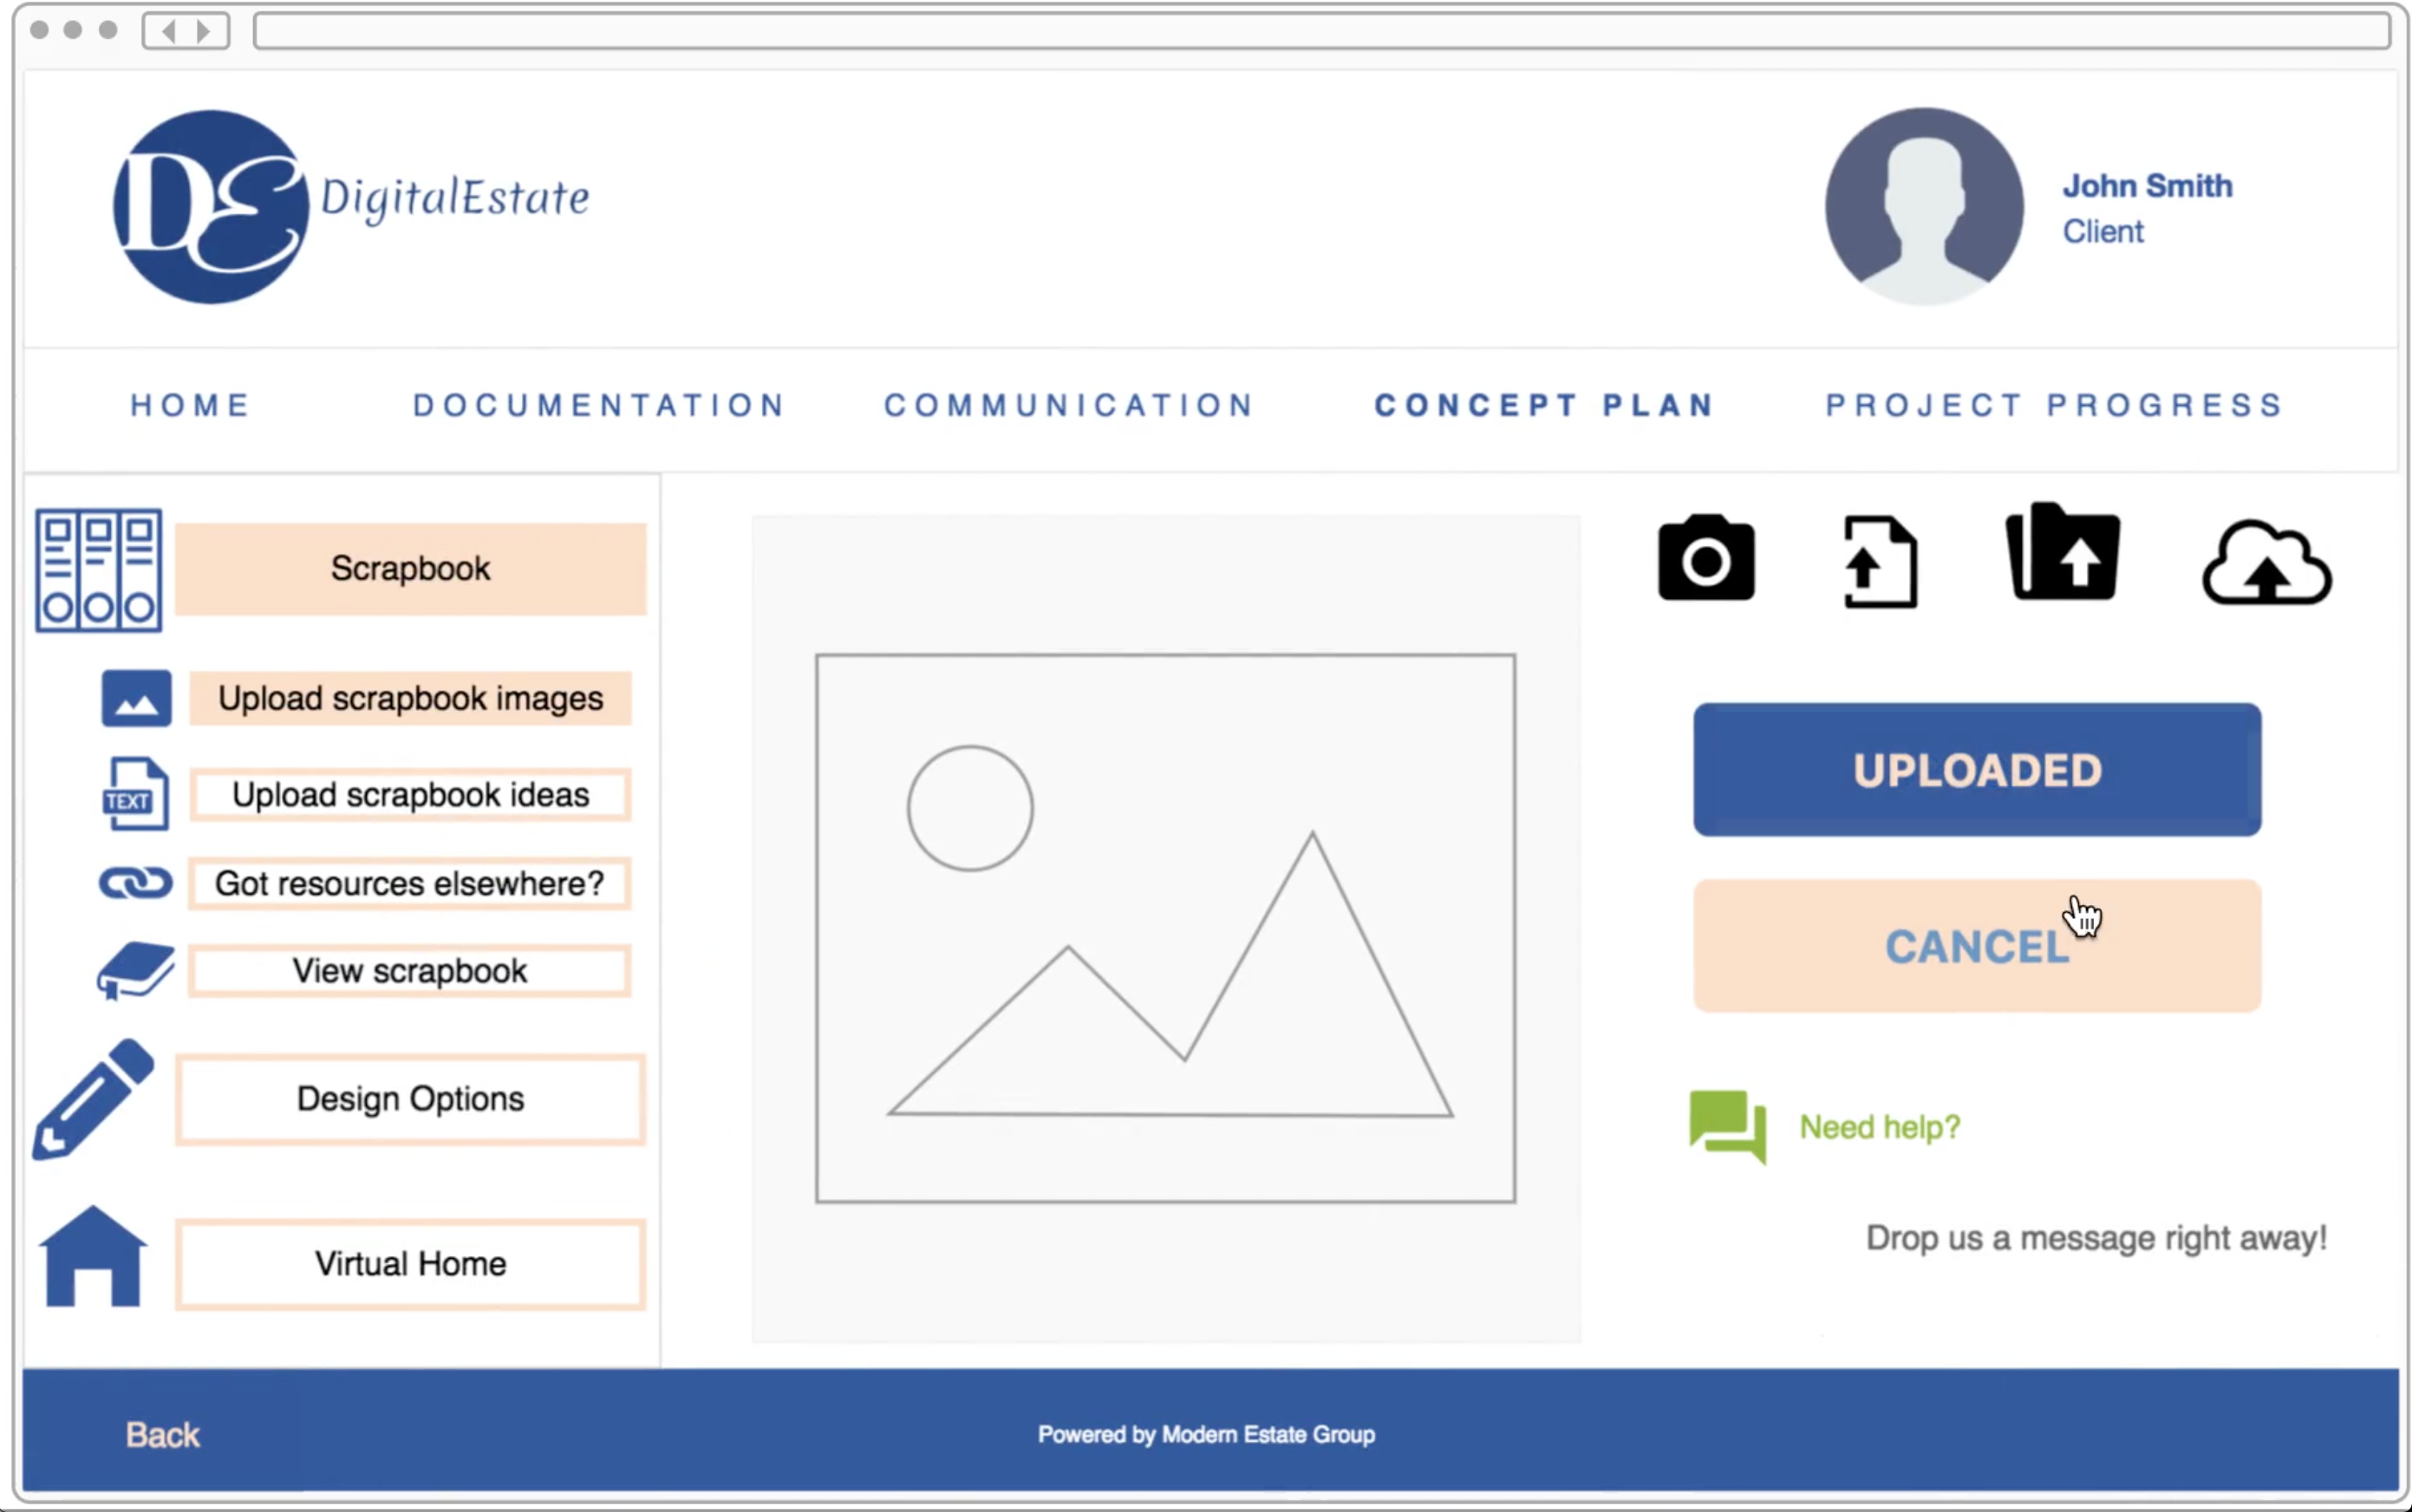 DE DigitalEstate
John Smith
Client
HOME DOCUMENTATION COMMUNICATION CONCEPT PLAN PROJECT PROGRESS
Scrapbook
Upload scrapbook images
TEXT Upload scrapbook ideas
Got resources elsewhere?
View scrapbook
Design Options
Virtual Home
UPLOADED
CANCEL
Need help?
Drop us a message right away!
Back
Powered by Modern Estate Group